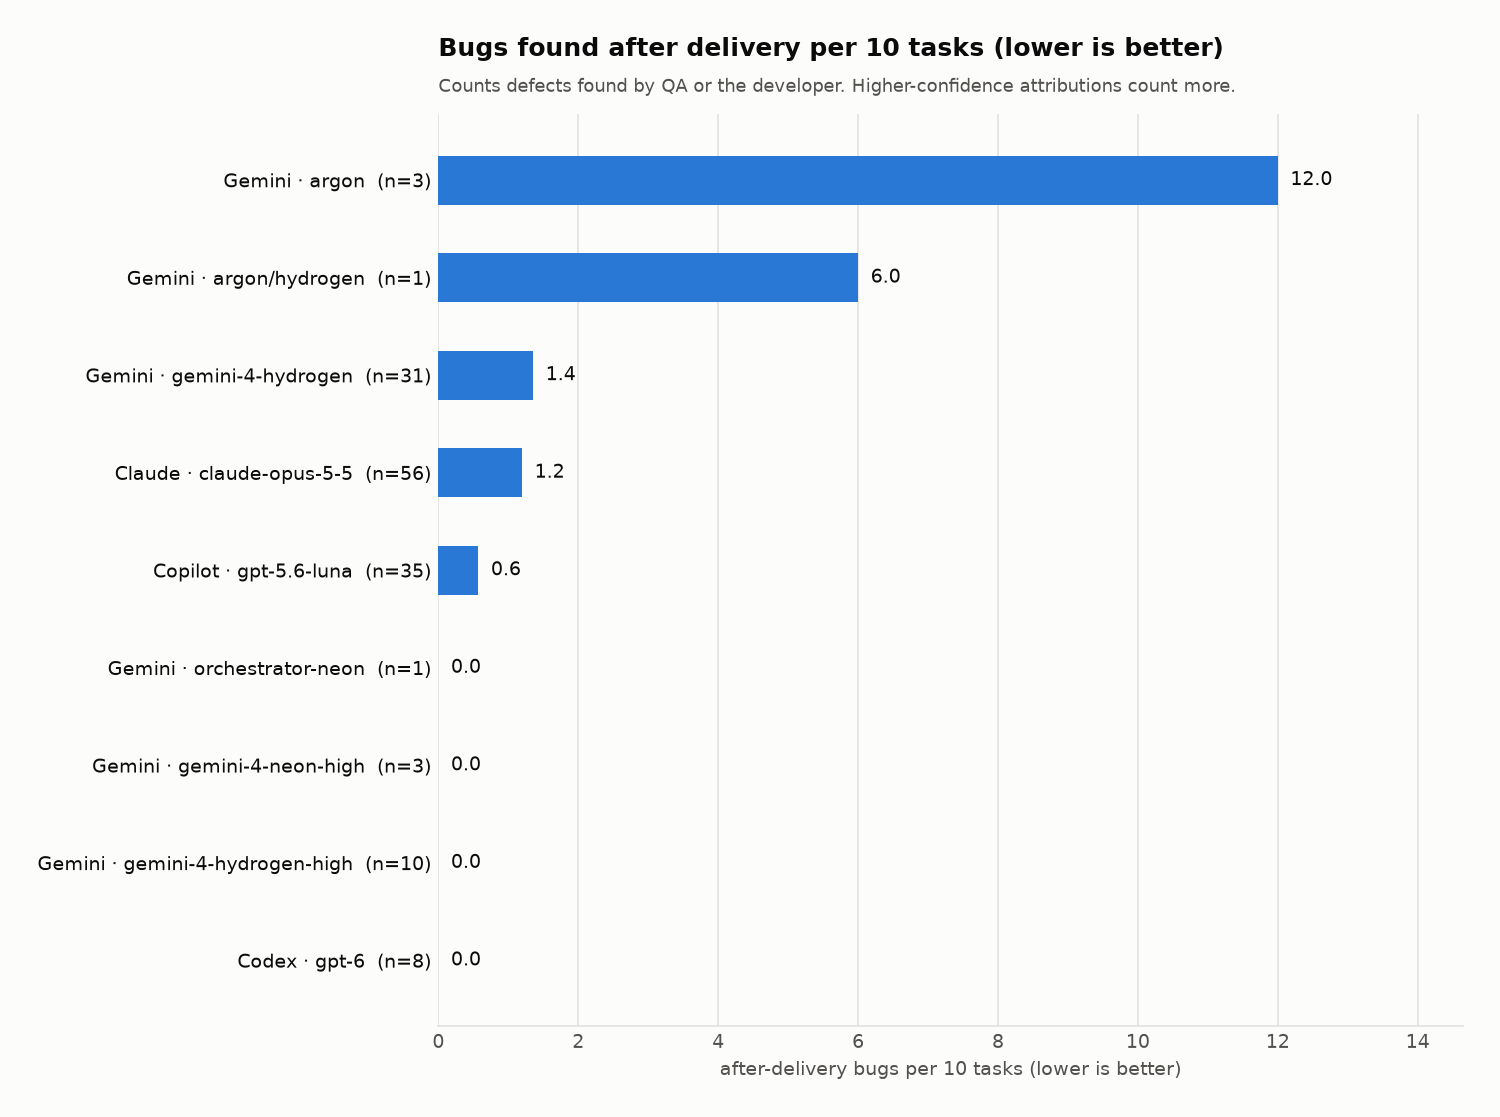 Bugs found after delivery per 10 tasks (lower is better)
Counts defects found by QA or the developer. Higher-confidence attributions count more.
Gemini · argon (n=3) 12.0
Gemini · argon/hydrogen (n=1) 6.0
Gemini · gemini-4-hydrogen (n=31) 1.4
Claude · claude-opus-5-5 (n=56) 1.2
Copilot · gpt-5.6-luna (n=35) 0.6
Gemini · orchestrator-neon (n=1) 0.0
Gemini · gemini-4-neon-high (n=3) 0.0
Gemini · gemini-4-hydrogen-high (n=10) 0.0
Codex · gpt-6 (n=8) 0.0
0 2 4 6 8 10 12 14
after-delivery bugs per 10 tasks (lower is better)